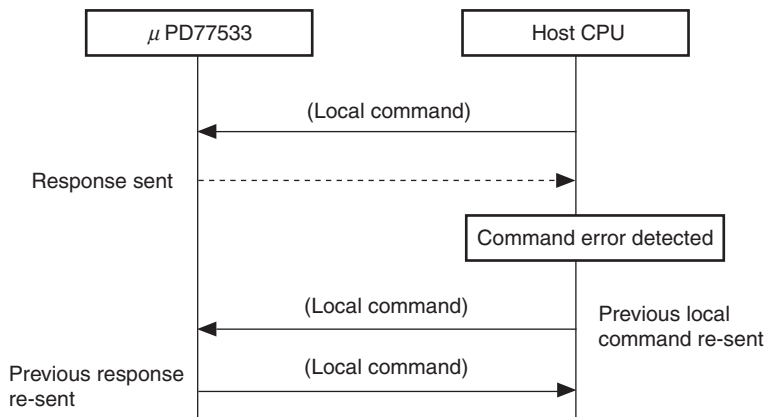 μ PD77533
Host CPU
(Local command)
Response sent
Command error detected
(Local command)
Previous local
command re-sent
(Local command)
Previous response
re-sent